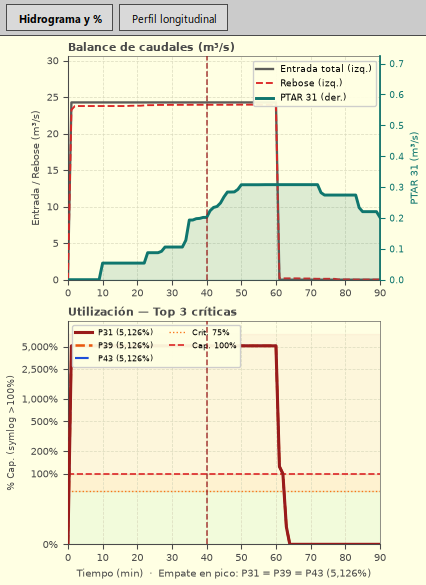 Hidrograma y %
Perfil longitudinal
Balance de caudales (m³/s)
Entrada / Rebose (m³/s)
30
25
20
15
10
5
0
Entrada total (izq.)
Rebose (izq.)
PTAR 31 (der.)
0.7
0.6
0.5
0.4
0.3
0.2
0.1
0.0
PTAR 31 (m³/s)
0 10 20 30 40 50 60 70 80 90
Utilización — Top 3 críticas
% Cap. (symlog >100%)
5,000%
2,500%
1,000%
500%
200%
100%
0%
P31 (5,126%)
P39 (5,126%)
P43 (5,126%)
Crit. 75%
Cap. 100%
0 10 20 30 40 50 60 70 80 90
Tiempo (min) · Empate en pico: P31 = P39 = P43 (5,126%)